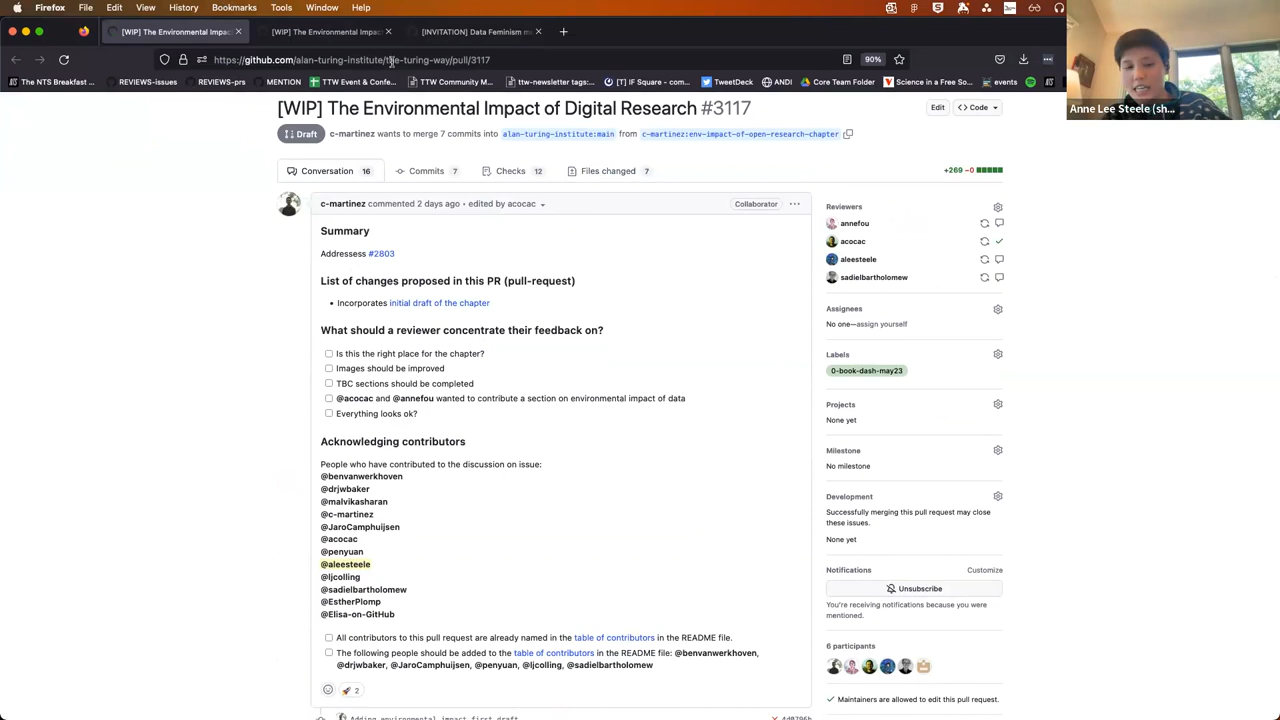 Firefox File Edit View History Bookmarks Profiles Tools Window Help
[WIP] The Environmental Impac
[WIP] The Environmental Impac
[INVITATION] Data Feminism m
https://github.com/alan-turing-institute/the-turing-way/pull/3117
90%
The NTS Breakfast ...
REVIEWS-issues
REVIEWS-pr
MENTION
TTW Event & Confe...
TTW Community M...
ttw-newsletter tags:...
[T] IF Square - comm...
TweetDeck
ANDI
Core Team Folder
Science in Free So...
events
Anne Lee Steele (sh...
[WIP] The Environmental Impact of Digital Research #3117
Edit
<> Code
Draft
c-martinez wants to merge 7 commits into alan-turing-institute:main from c-martinez:env-impact-of-open-research-chapter
Conversation 16
Commits 7
Checks 12
Files changed 7
+269 −0
c-martinez commented 2 days ago • edited by acocac
Collaborator
Summary
Addressess #2803
List of changes proposed in this PR (pull-request)
• Incorporates initial draft of the chapter
What should a reviewer concentrate their feedback on?
Is this the right place for the chapter?
Images should be improved
TBC sections should be completed
@acocac and @annefou wanted to contribute a section on environmental impact of data
Everything looks ok?
Acknowledging contributors
People who have contributed to the discussion on issue:
@benvanwerkhoven
@drjwbaker
@malvikasharan
@c-martinez
@JaroCamphuijsen
@acocac
@penyuan
@aleesteele
@ljcolling
@sadielbartholomew
@EstherPlomp
@Elisa-on-GitHub
All contributors to this pull request are already named in the table of contributors in the README file.
The following people should be added to the table of contributors in the README file: @benvanwerkhoven,
@drjwbaker, @JaroCamphuijsen, @penyuan, @ljcolling, @sadielbartholomew
2
Adding environmental impact first draft
4d0796b
Reviewers
annefou
acocac
aleesteele
sadielbartholomew
Assignees
No one—assign yourself
Labels
0-book-dash-may23
Projects
None yet
Milestone
No milestone
Development
Successfully merging this pull request may close
these issues.
None yet
Notifications
Customize
Unsubscribe
You're receiving notifications because you were
mentioned.
6 participants
Maintainers are allowed to edit this pull request.